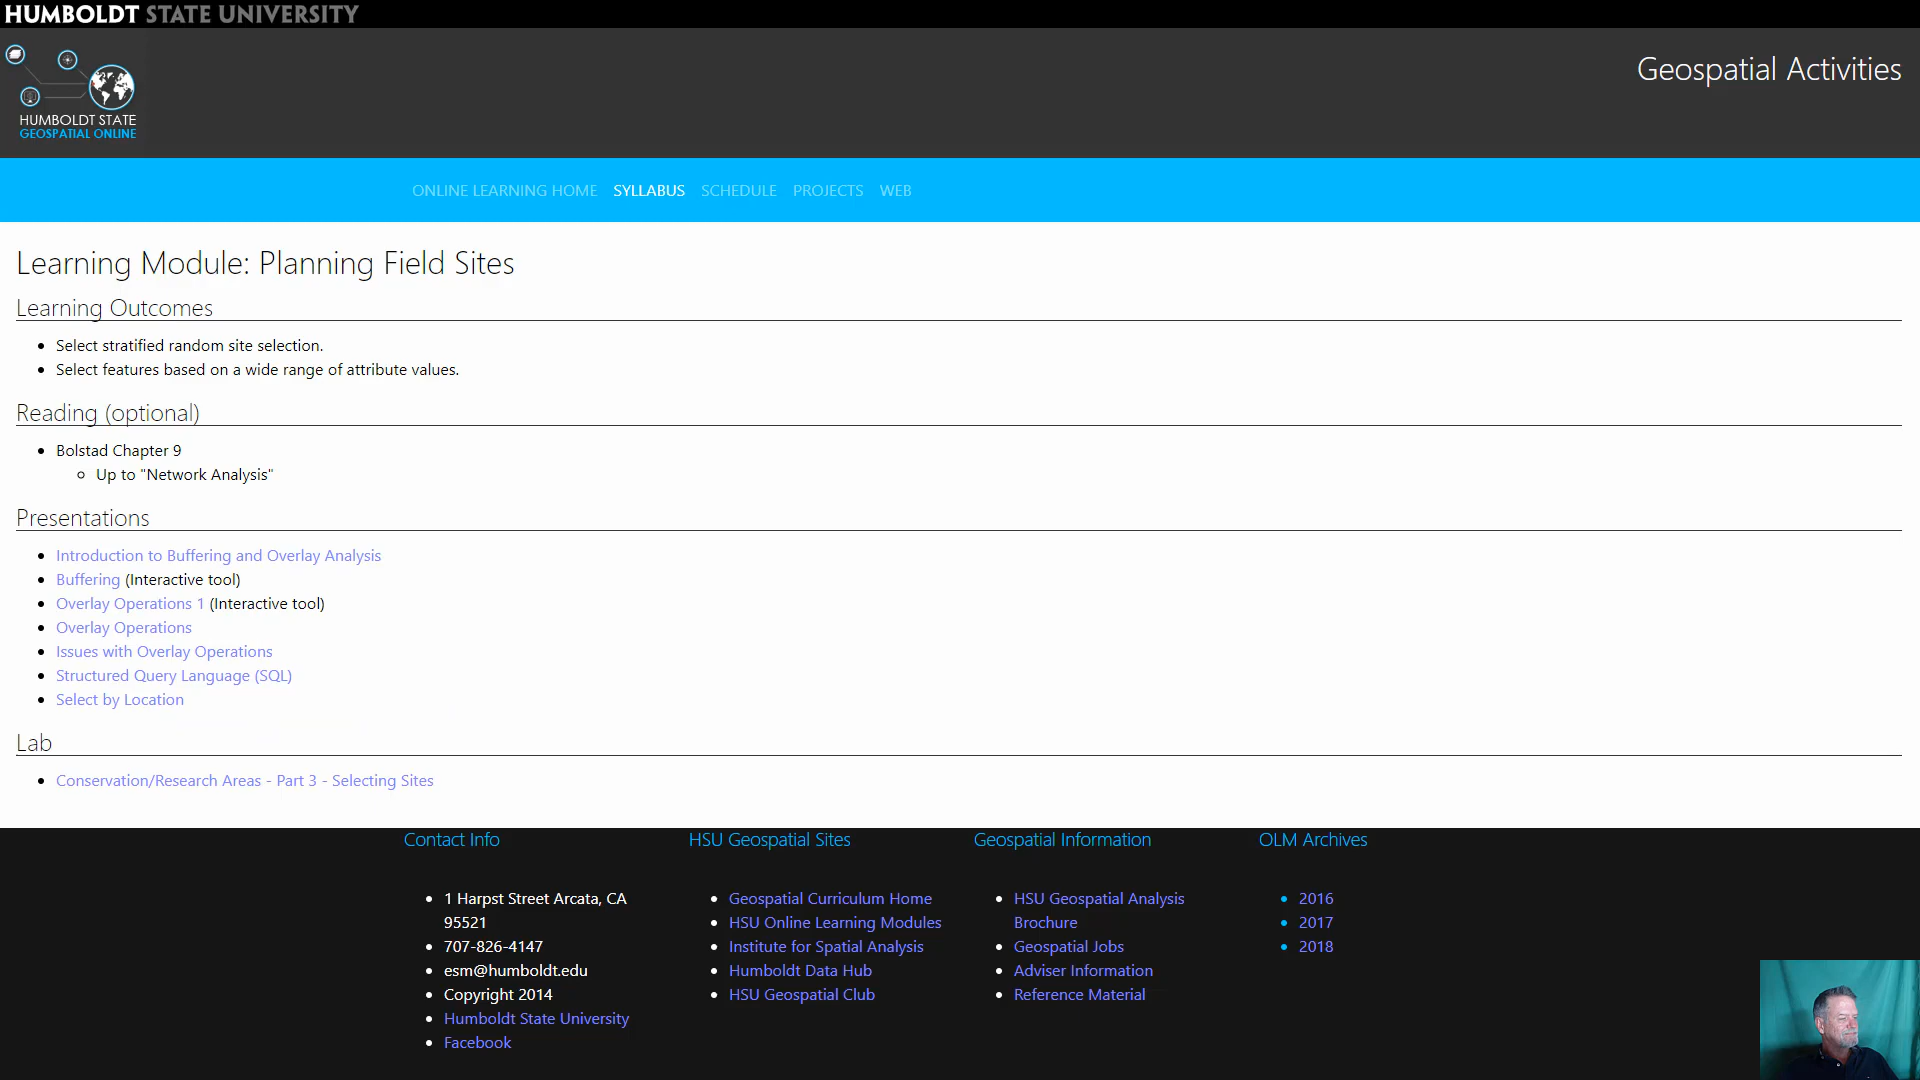 HUMBOLDT STATE UNIVERSITY
HUMBOLDT STATE
GEOSPATIAL ONLINE
Geospatial Activities
ONLINE LEARNING HOME SYLLABUS SCHEDULE PROJECTS WEB
Learning Module: Planning Field Sites
Learning Outcomes
Select stratified random site selection.
Select features based on a wide range of attribute values.
Reading (optional)
Bolstad Chapter 9
Up to "Network Analysis"
Presentations
Introduction to Buffering and Overlay Analysis
Buffering (Interactive tool)
Overlay Operations 1 (Interactive tool)
Overlay Operations
Issues with Overlay Operations
Structured Query Language (SQL)
Select by Location
Lab
Conservation/Research Areas - Part 3 - Selecting Sites
Contact Info
1 Harpst Street Arcata, CA
95521
707-826-4147
esm@humboldt.edu
Copyright 2014
Humboldt State University
Facebook
HSU Geospatial Sites
Geospatial Curriculum Home
HSU Online Learning Modules
Institute for Spatial Analysis
Humboldt Data Hub
HSU Geospatial Club
Geospatial Information
HSU Geospatial Analysis
Brochure
Geospatial Jobs
Adviser Information
Reference Material
OLM Archives
2016
2017
2018